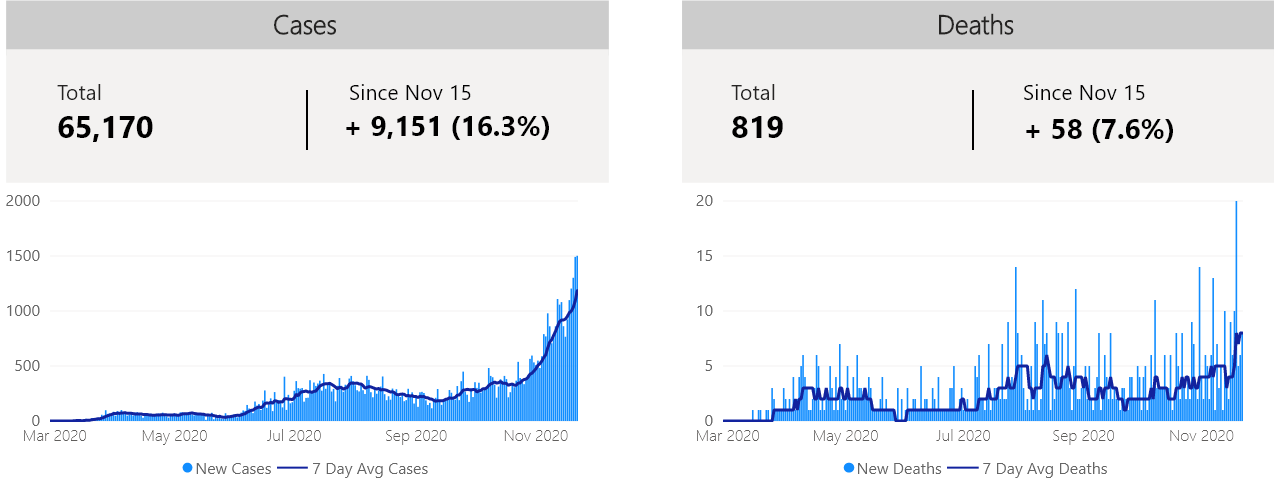 Cases
Total
Since Nov 15
65,170
+ 9,151 (16.3%)
2000
1500
1000
500
0
Mar 2020 May 2020 Jul 2020 Sep 2020 Nov 2020
New Cases 7 Day Avg Cases
Deaths
Total
Since Nov 15
819
+ 58 (7.6%)
20
15
10
5
0
Mar 2020 May 2020 Jul 2020 Sep 2020 Nov 2020
New Deaths 7 Day Avg Deaths